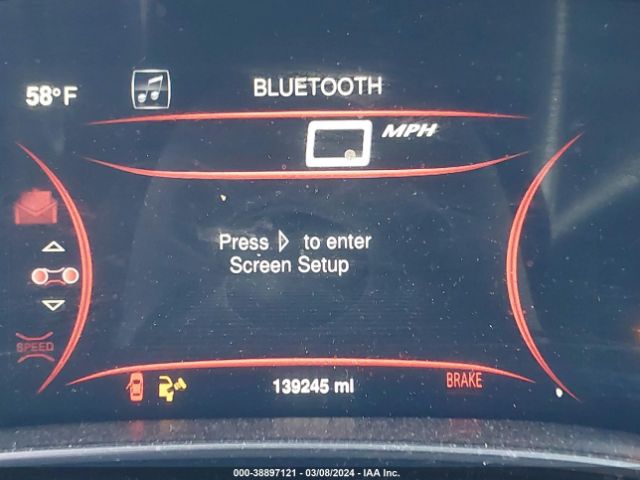 58°F
BLUETOOTH
0 MPH
Press ▷ to enter
Screen Setup
SPEED
139245 mi
BRAKE
000-38897121 - 03/08/2024 - IAA Inc.